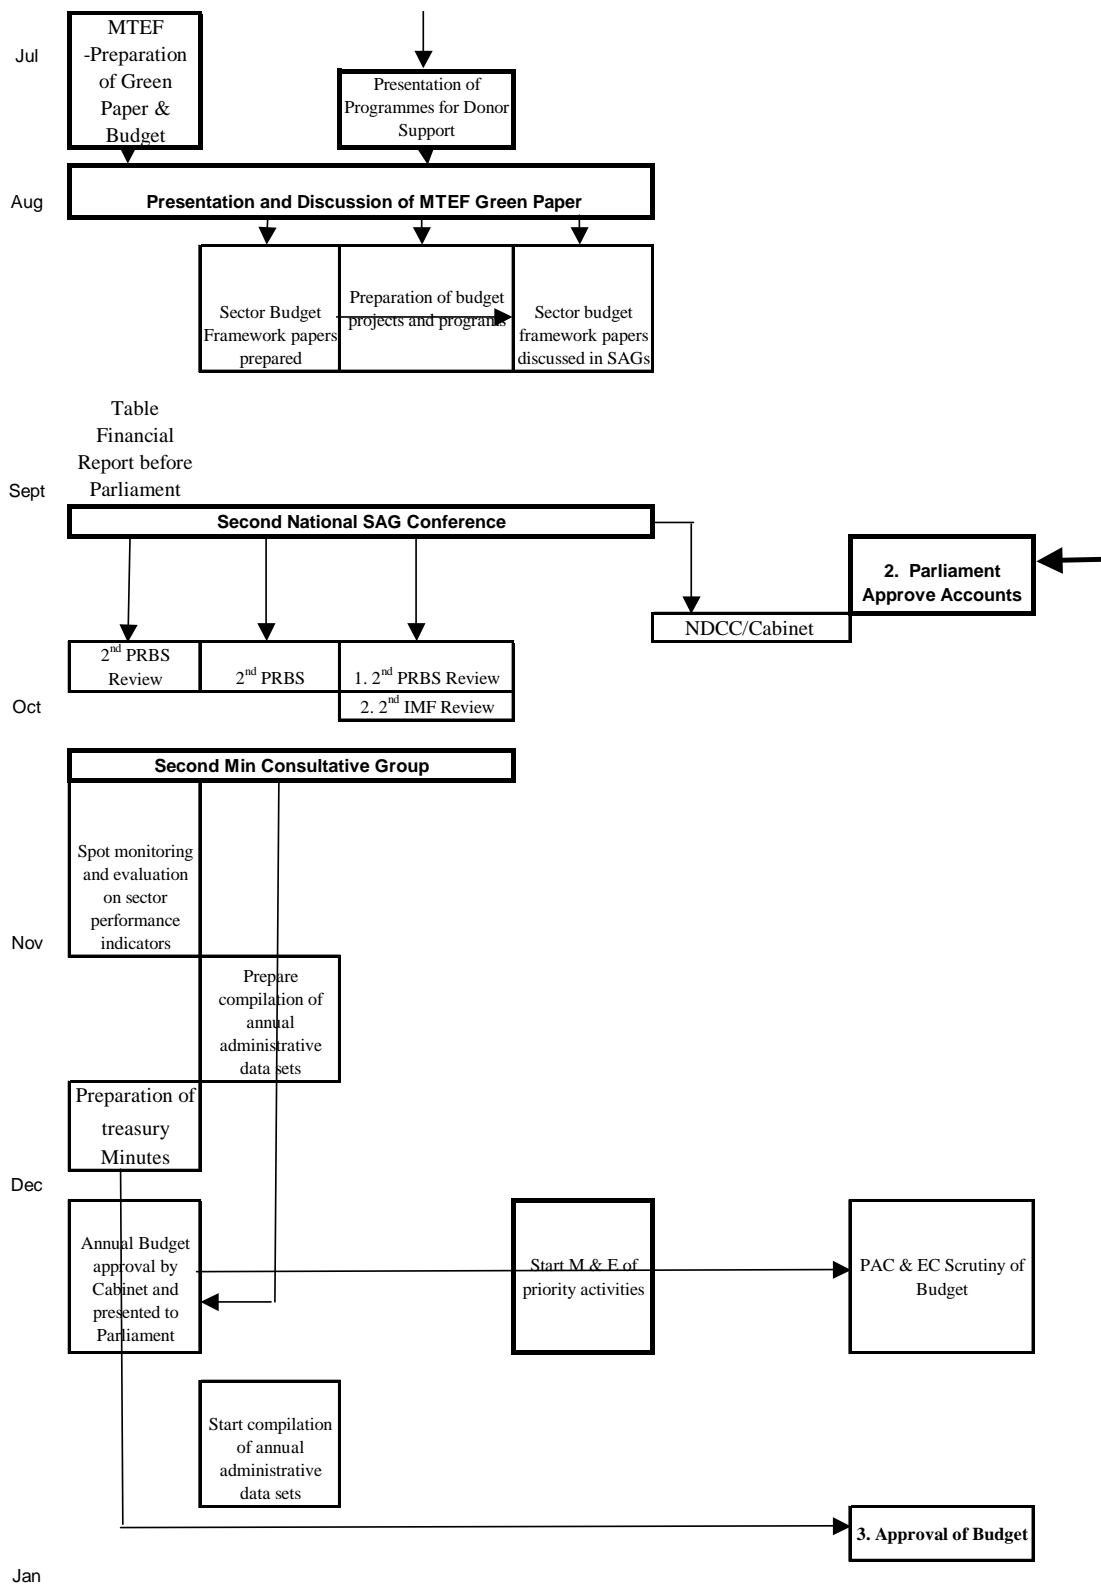 Jul
MTEF
-Preparation
of Green
Paper &
Budget
Presentation of
Programmes for Donor
Support
Aug
Presentation and Discussion of MTEF Green Paper
Sector Budget
Framework papers
prepared
Preparation of budget
projects and programs
Sector budget
framework papers
discussed in SAGs
Table
Financial
Report before
Parliament
Sept
Second National SAG Conference
2. Parliament
Approve Accounts
NDCC/Cabinet
2nd PRBS
Review
2nd PRBS
1. 2nd PRBS Review
2. 2nd IMF Review
Oct
Second Min Consultative Group
Spot monitoring
and evaluation
on sector
performance
indicators
Nov
Prepare
compilation of
annual
administrative
data sets
Preparation of
treasury
Minutes
Dec
Annual Budget
approval by
Cabinet and
presented to
Parliament
Start M & E of
priority activities
PAC & EC Scrutiny of
Budget
Start compilation
of annual
administrative
data sets
3. Approval of Budget
Jan